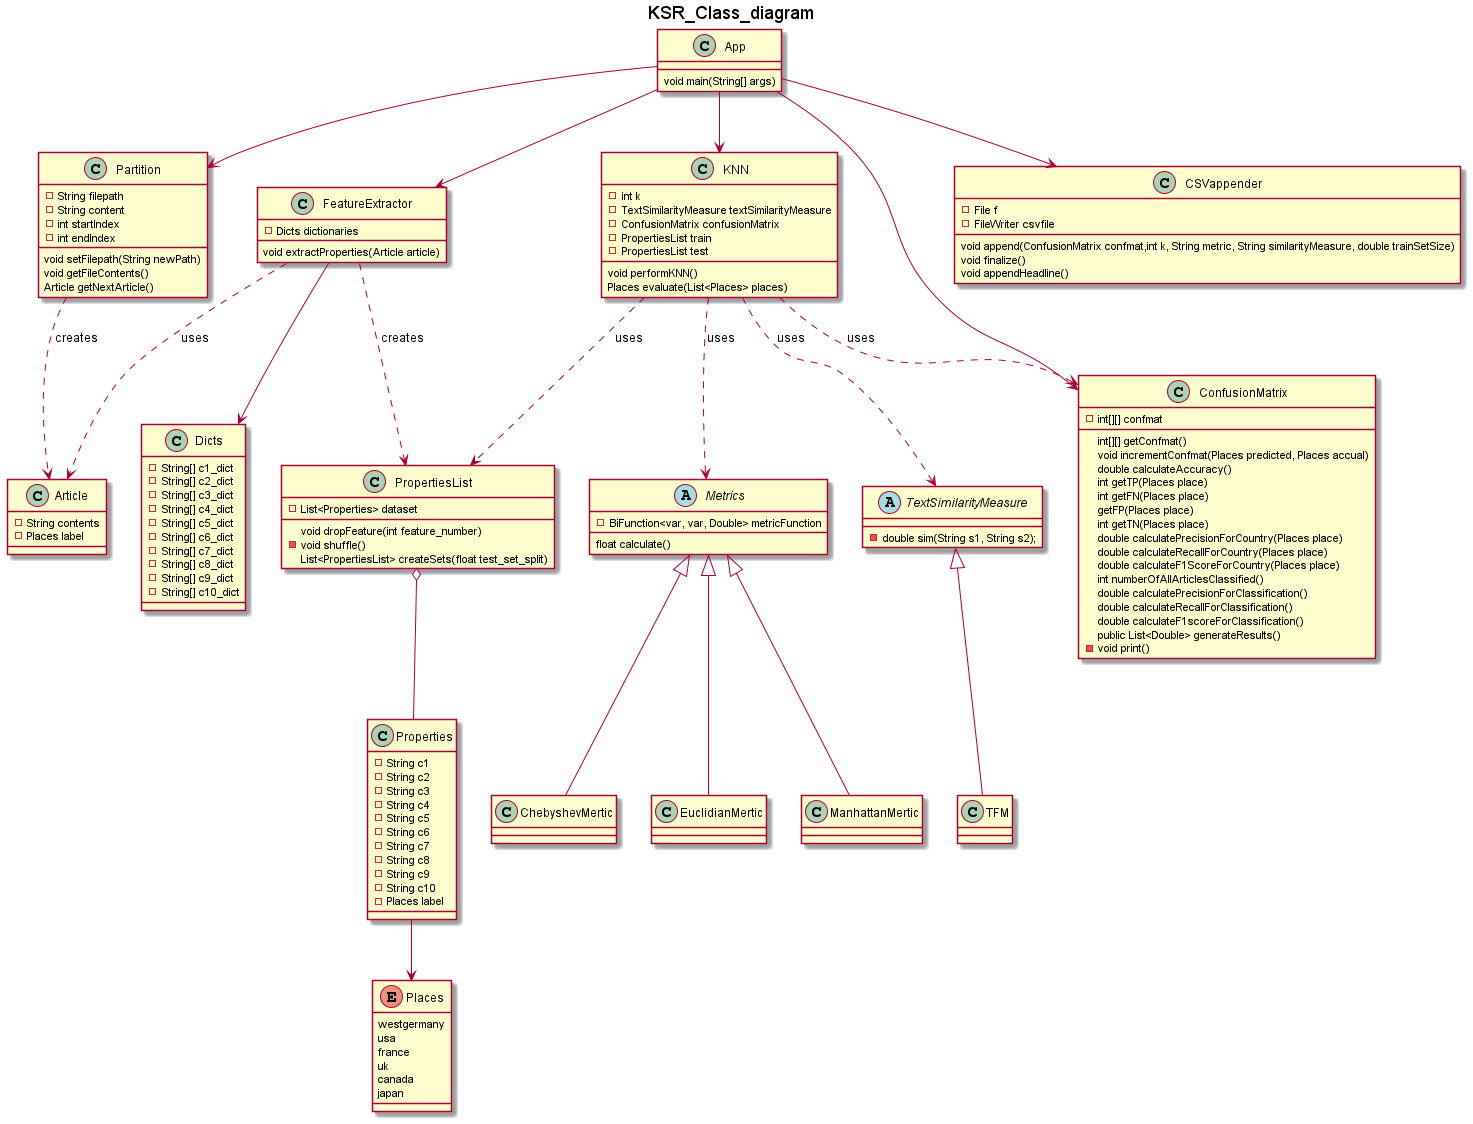 KSR_Class_diagram
C App
void main(String[] args)
C Partition
String filepath
String content
int startIndex
int endIndex
void setFilepath(String newPath)
void getFileContents()
Article getNextArticle()
C FeatureExtractor
Dicts dictionaries
void extractProperties(Article article)
C KNN
int k
TextSimilarityMeasure textSimilarityMeasure
ConfusionMatrix confusionMatrix
PropertiesList train
PropertiesList test
void performKNN()
Places evaluate(List<Places> places)
C CSVappender
File f
FileWriter csvfile
void append(ConfusionMatrix confmat,int k, String metric, String similarityMeasure, double trainSetSize)
void finalize()
void appendHeadline()
creates
uses
creates
uses
uses
uses
uses
C Article
String contents
Places label
C Dicts
String[] c1_dict
String[] c2_dict
String[] c3_dict
String[] c4_dict
String[] c5_dict
String[] c6_dict
String[] c7_dict
String[] c8_dict
String[] c9_dict
String[] c10_dict
C PropertiesList
List<Properties> dataset
void dropFeature(int feature_number)
void shuffle()
List<PropertiesList> createSets(float test_set_split)
A Metrics
BiFunction<var, var, Double> metricFunction
float calculate()
A TextSimilarityMeasure
double sim(String s1, String s2);
C ConfusionMatrix
int[][] confmat
int[][] getConfmat()
void incrementConfmat(Places predicted, Places accual)
double calculateAccuracy()
int getTP(Places place)
int getFN(Places place)
getFP(Places place)
int getTN(Places place)
double calculatePrecisionForCountry(Places place)
double calculateRecallForCountry(Places place)
double calculateF1ScoreForCountry(Places place)
int numberOfAllArticlesClassified()
double calculatePrecisionForClassification()
double calculateRecallForClassification()
double calculateF1scoreForClassification()
public List<Double> generateResults()
void print()
C Properties
String c1
String c2
String c3
String c4
String c5
String c6
String c7
String c8
String c9
String c10
Places label
C ChebyshevMertic
C EuclidianMertic
C ManhattanMertic
C TFM
E Places
westgermany
usa
france
uk
canada
japan